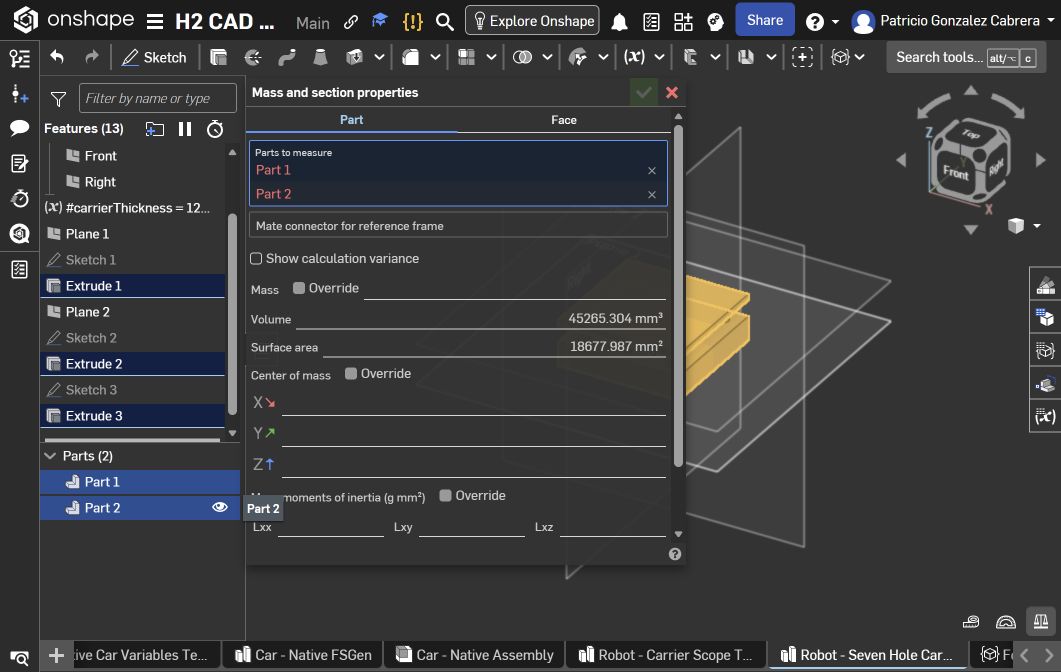 onshape
H2 CAD ...
Main
Explore Onshape
Share
Patricio Gonzalez Cabrera
Sketch
Search tools... alt/⌥ c
Filter by name or type
Features (13)
Front
Right
(x) #carrierThickness = 12...
Plane 1
Sketch 1
Extrude 1
Plane 2
Sketch 2
Extrude 2
Sketch 3
Extrude 3
Parts (2)
Part 1
Part 2
Part 2
Mass and section properties
Part
Face
Parts to measure
Part 1
Part 2
Mate connector for reference frame
Show calculation variance
Mass Override
Volume 45265.304 mm³
Surface area 18677.987 mm²
Center of mass Override
X
Y
Z
moments of inertia (g mm²) Override
Lxx Lxy Lxz
Z
Top
Y
Front
Right
X
tive Car Variables Te...
Car - Native FSGen
Car - Native Assembly
Robot - Carrier Scope T...
Robot - Seven Hole Car...